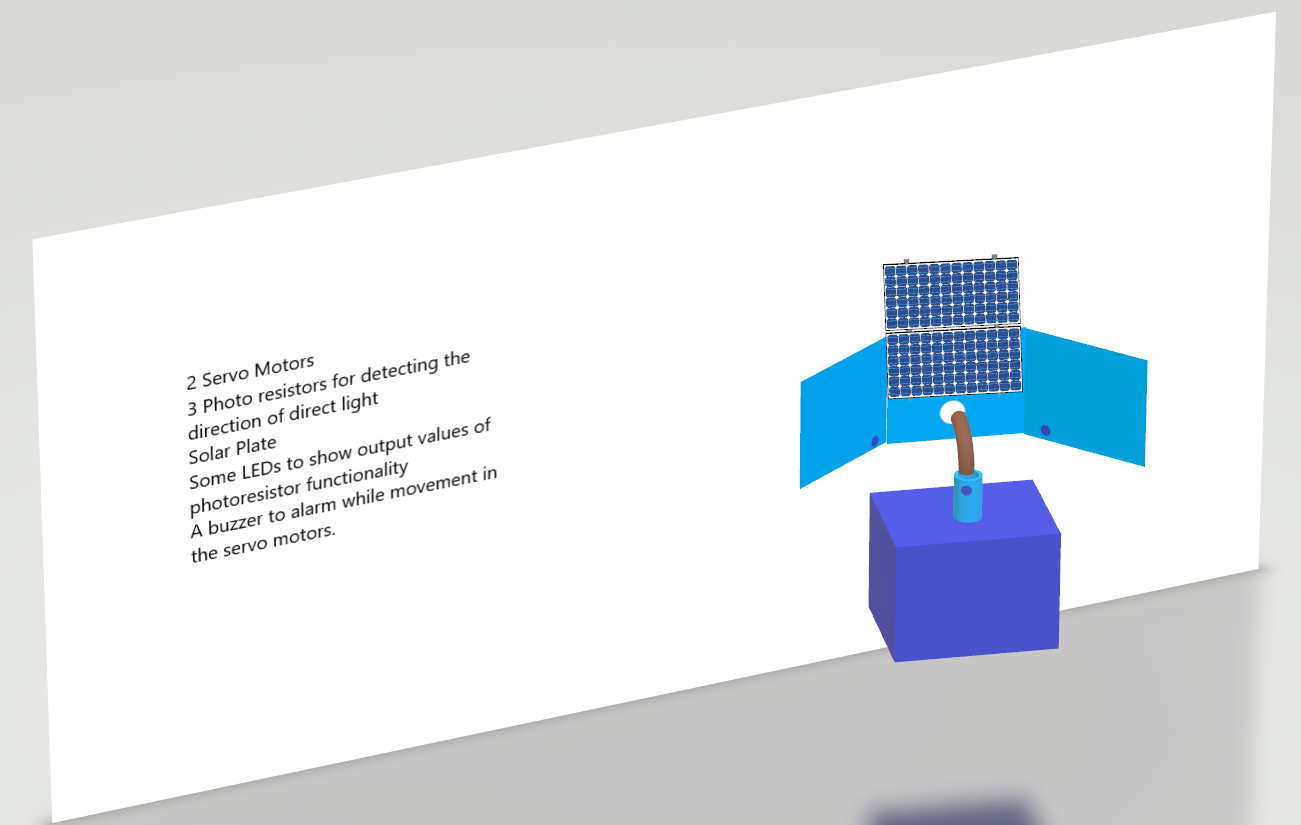 2 Servo Motors
3 Photo resistors for detecting the
direction of direct light
Solar Plate
Some LEDs to show output values of
photoresistor functionality
A buzzer to alarm while movement in
the servo motors.